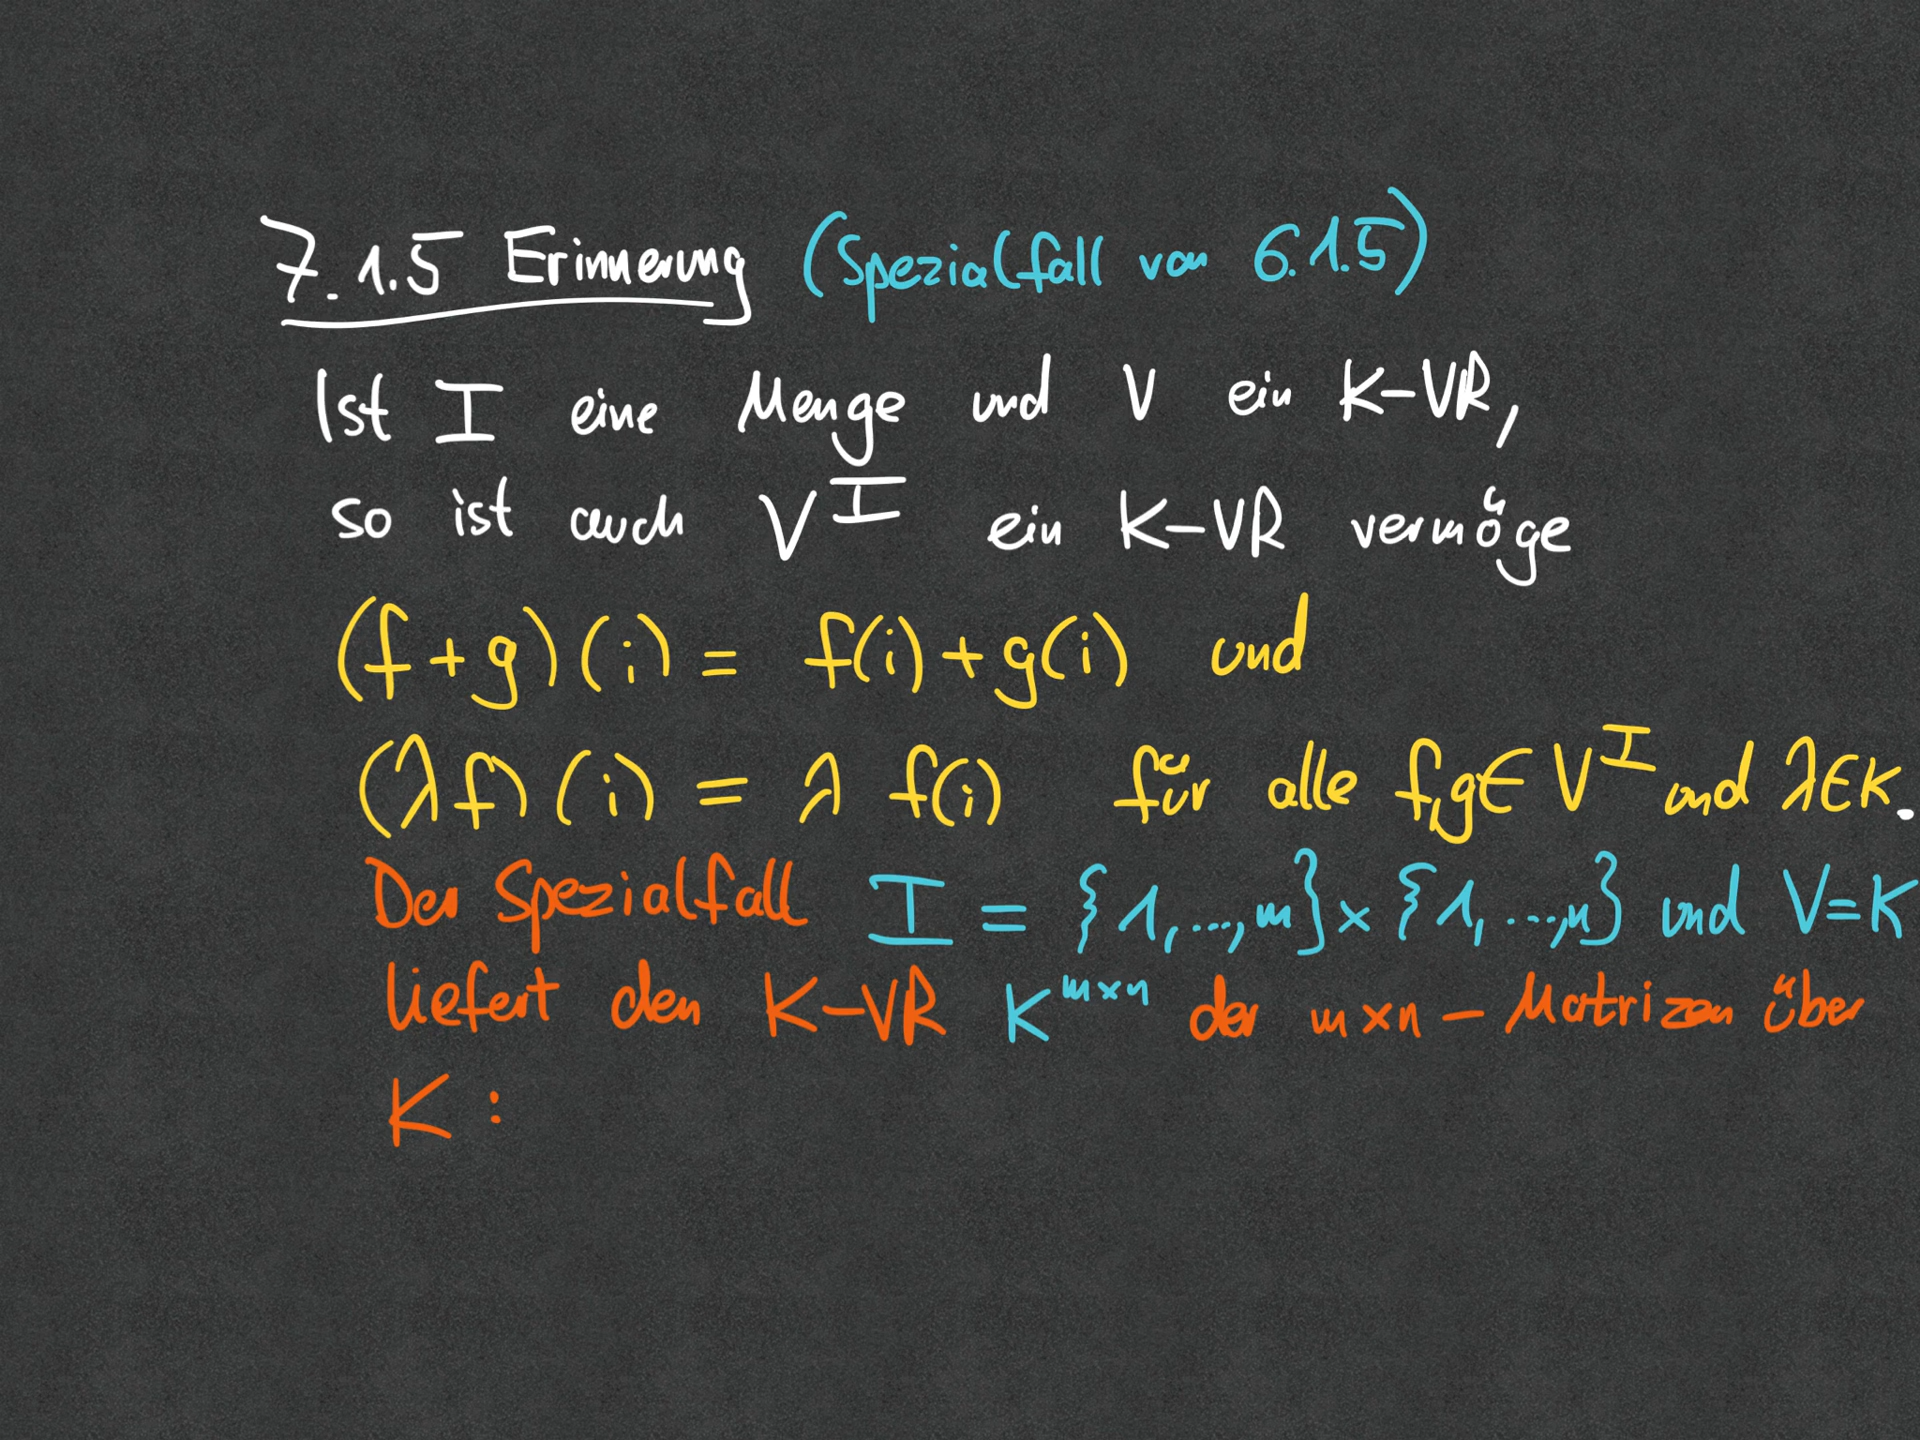 7.1.5 Erinnerung (Spezialfall von 6.1.5)
Ist I eine Menge und V ein K-VR,
so ist auch V^I ein K-VR vermöge
(f+g)(i) = f(i)+g(i) und
(λf)(i) = λ f(i) für alle f,g∈V^I und λ∈K.
Der Spezialfall I = {1,...,m}×{1,...,n} und V=K
liefert den K-VR K^{m×n} der m×n-Matrizen über
K: